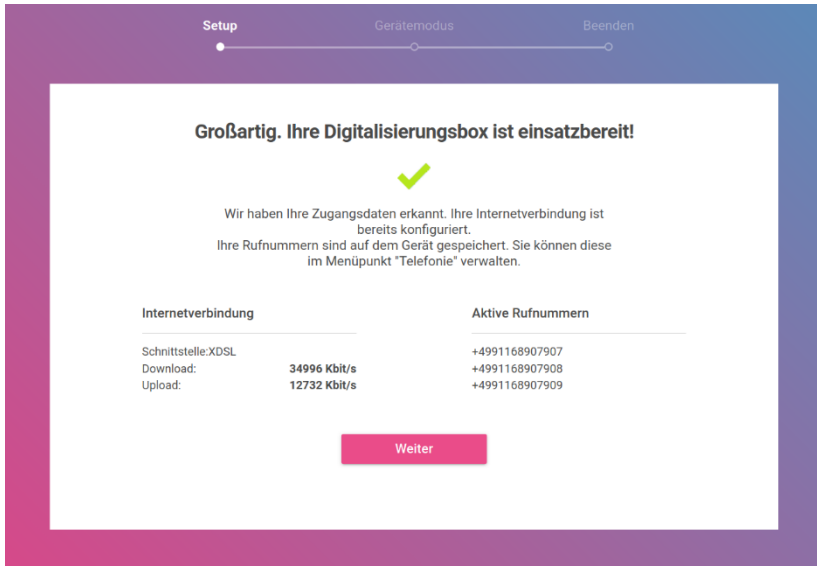 Setup Gerätemodus Beenden
Großartig. Ihre Digitalisierungsbox ist einsatzbereit!
Wir haben Ihre Zugangsdaten erkannt. Ihre Internetverbindung ist
bereits konfiguriert.
Ihre Rufnummern sind auf dem Gerät gespeichert. Sie können diese
im Menüpunkt "Telefonie" verwalten.
Internetverbindung
Schnittstelle:XDSL
Download: 34996 Kbit/s
Upload: 12732 Kbit/s
Aktive Rufnummern
+4991168907907
+4991168907908
+4991168907909
Weiter